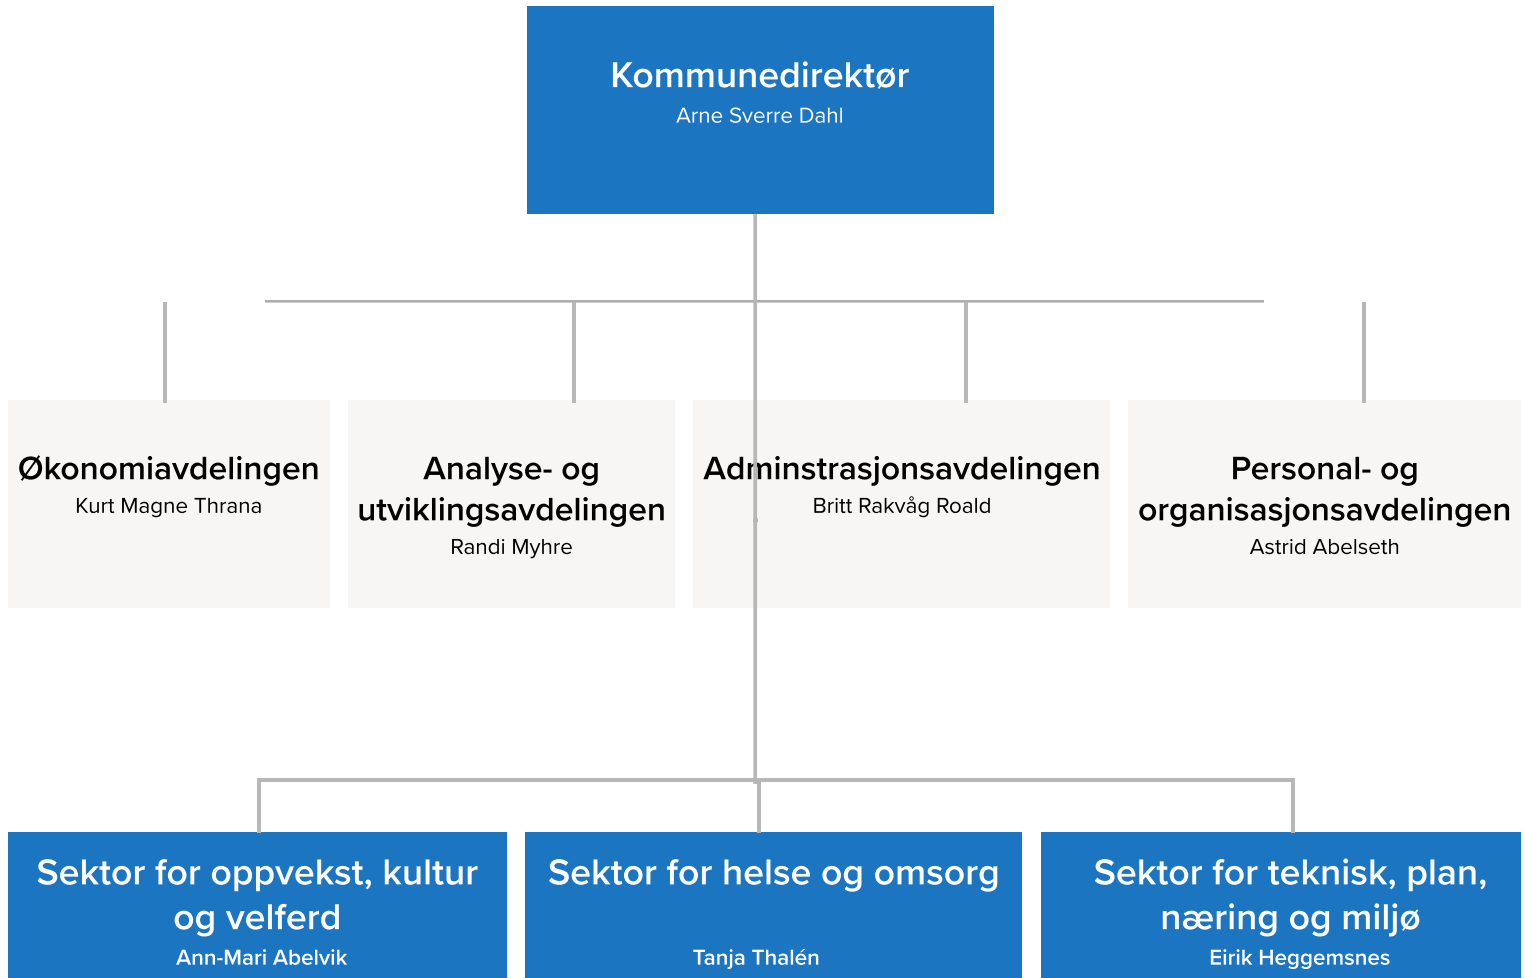 Kommunedirektør
Arne Sverre Dahl
Økonomiavdelingen
Kurt Magne Thrana
Analyse- og
utviklingsavdelingen
Randi Myhre
Adminstrasjonsavdelingen
Britt Rakvåg Roald
Personal- og
organisasjonsavdelingen
Astrid Abelseth
Sektor for oppvekst, kultur
og velferd
Ann-Mari Abelvik
Sektor for helse og omsorg
Tanja Thalén
Sektor for teknisk, plan,
næring og miljø
Eirik Heggemsnes